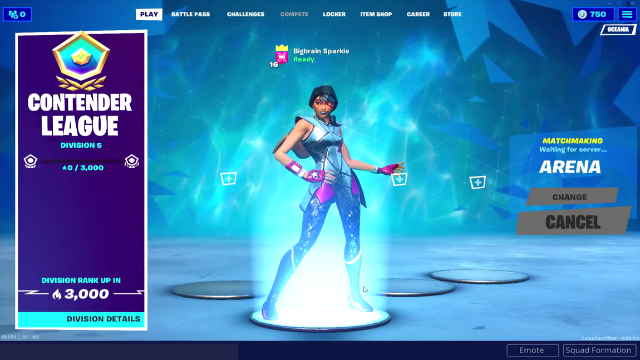 0
PLAY
BATTLE PASS
CHALLENGES
COMPETE
LOCKER
ITEM SHOP
CAREER
STORE
750
OCEANIA
16
Bigbrain Sparkle
Ready
CONTENDER
LEAGUE
DIVISION 5
0 / 3,000
DIVISION RANK UP IN
3,000
DIVISION DETAILS
MATCHMAKING
Waiting for server...
ARENA
CHANGE
CANCEL
Emote
Squad Formation